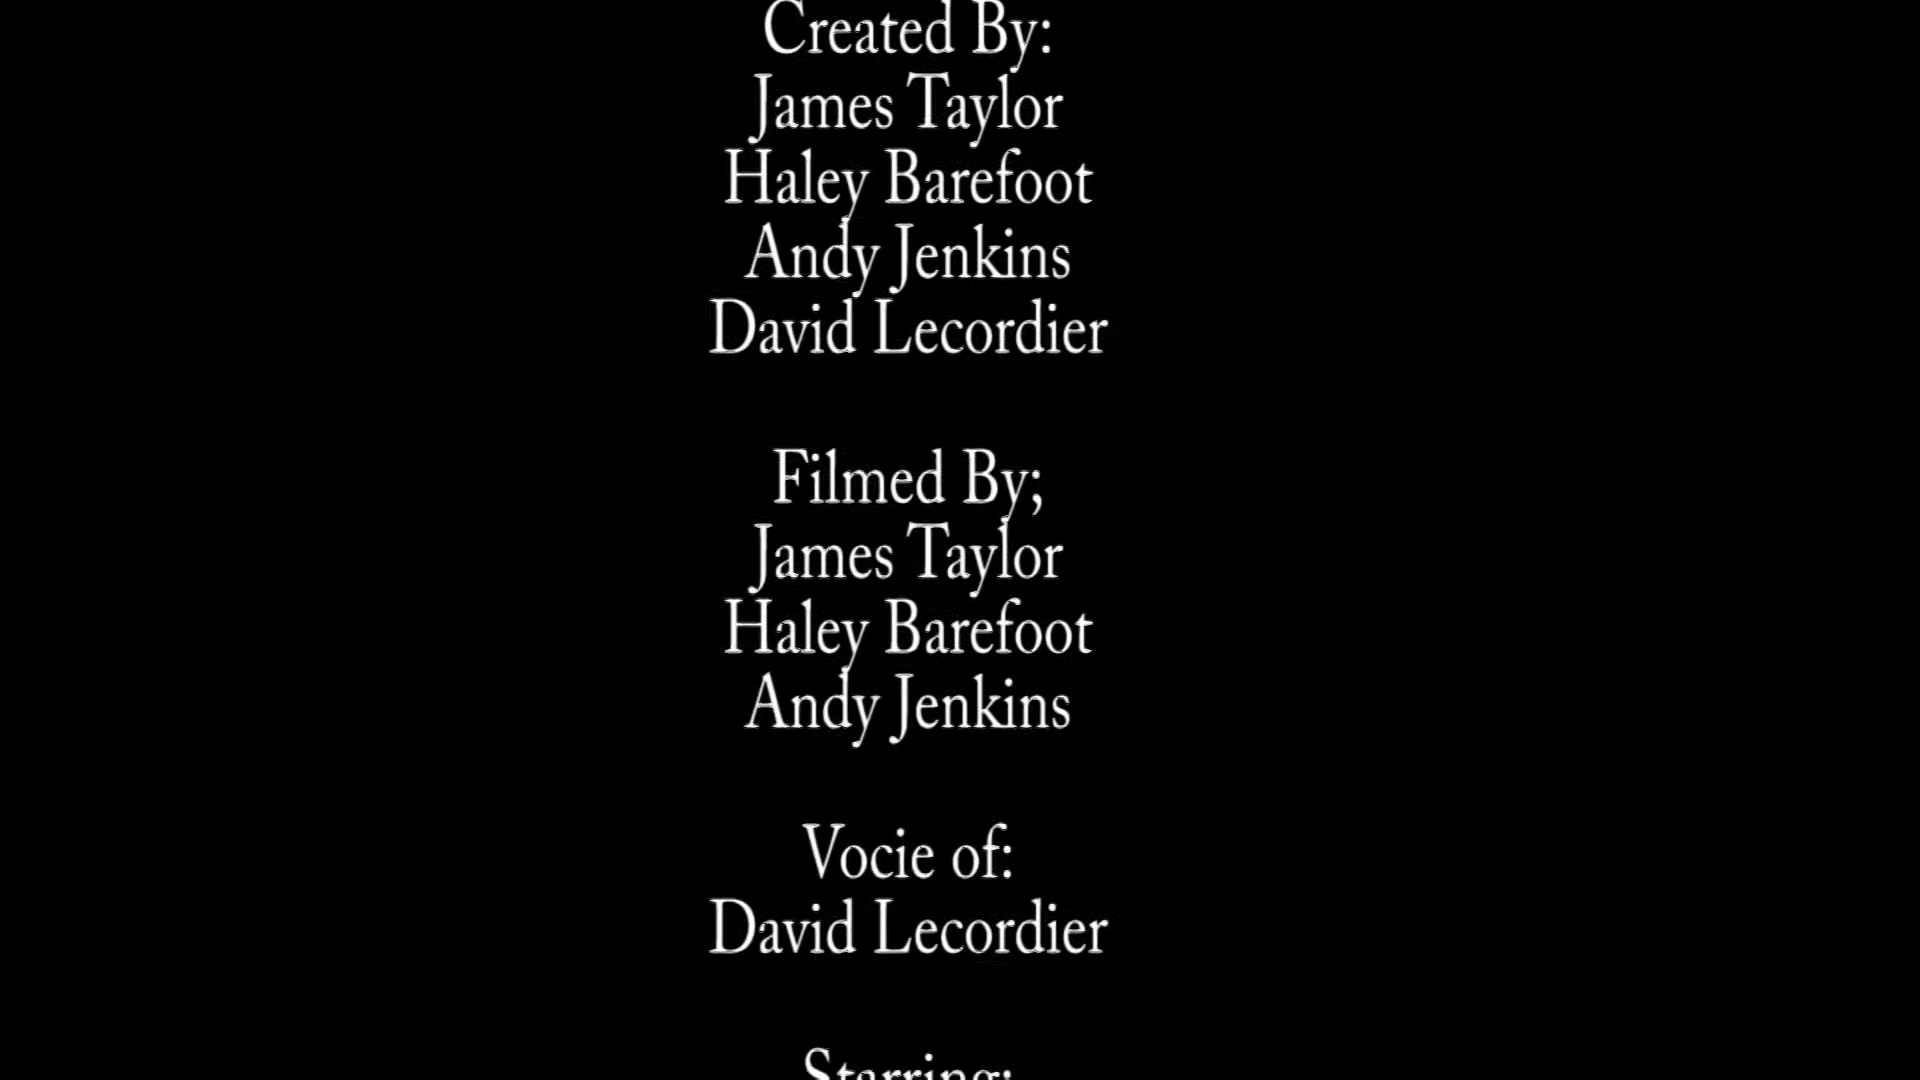 Created By:
James Taylor
Haley Barefoot
Andy Jenkins
David Lecordier
Filmed By;
James Taylor
Haley Barefoot
Andy Jenkins
Vocie of:
David Lecordier
Starring: